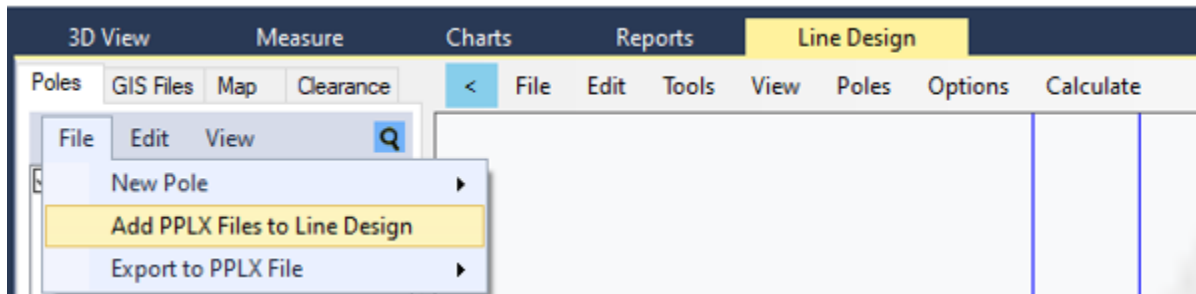 3D View Measure Charts Reports Line Design
Poles GIS Files Map Clearance < File Edit Tools View Poles Options Calculate
File Edit View
New Pole
Add PPLX Files to Line Design
Export to PPLX File